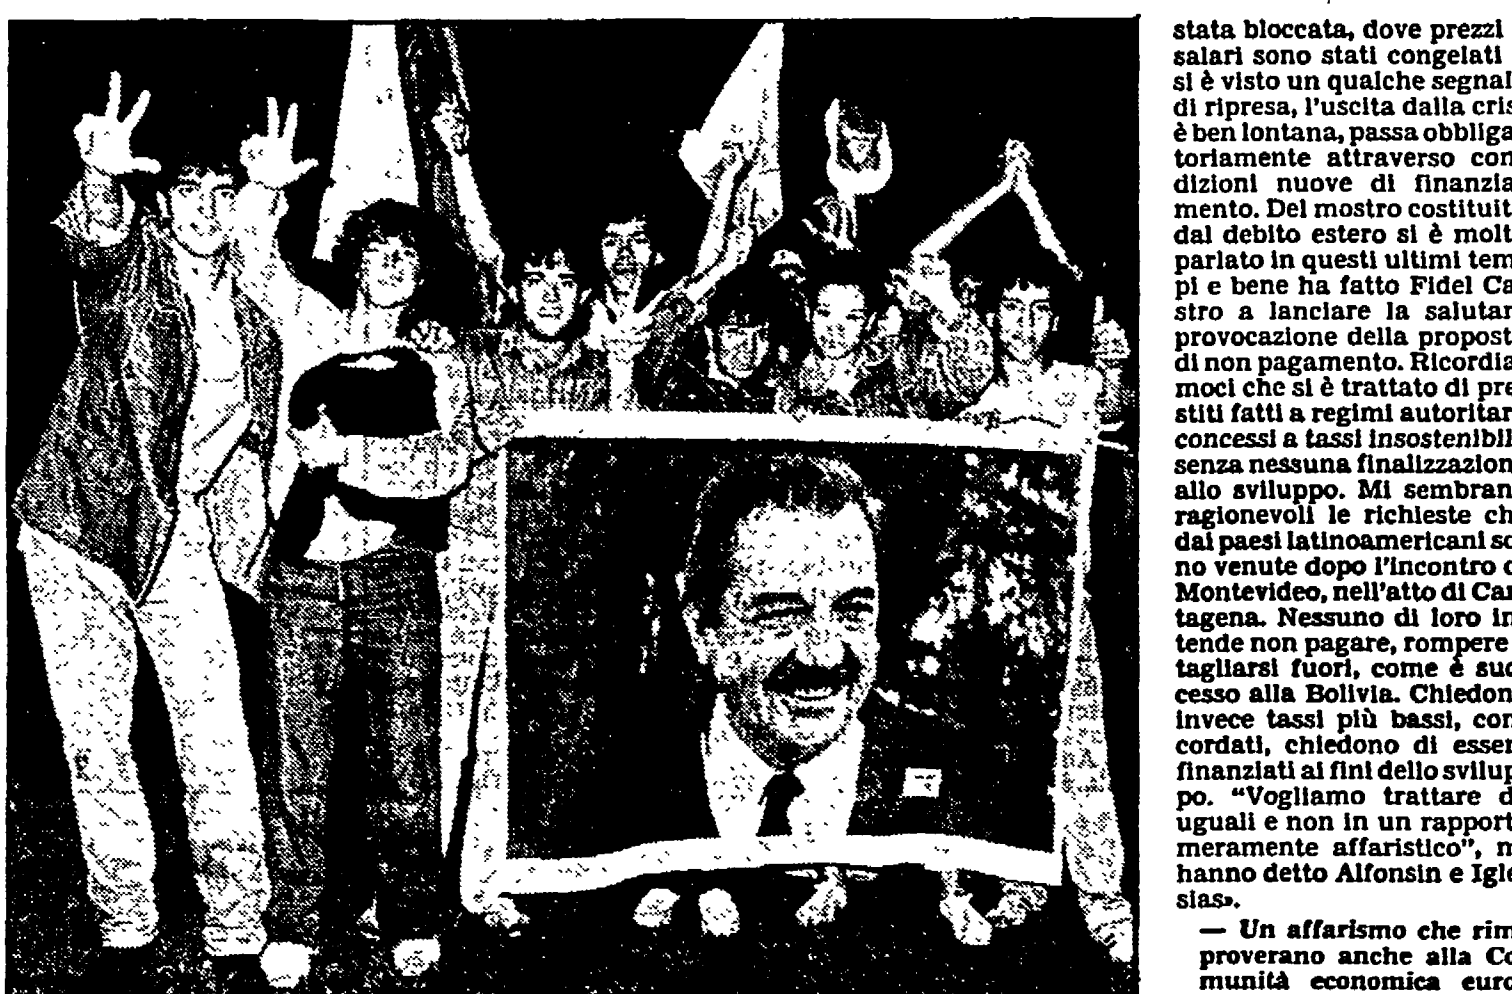 stata bloccata, dove prezzi
salari sono stati congelati
si è visto un qualche segnal
di ripresa, l'uscita dalla cris
è ben lontana, passa obbliga
toriamente attraverso con
dizioni nuove di finanzia
mento. Del mostro costituit
dal debito estero si è molt
parlato in questi ultimi tem
pi e bene ha fatto Fidel Ca
stro a lanciare la salutar
provocazione della propost
di non pagamento. Ricordia
moci che si è trattato di pre
stiti fatti a regimi autoritar
concessi a tassi insostenibil
senza nessuna finalizzazion
allo sviluppo. Mi sembran
ragionevoli le richieste ch
dai paesi latinoamericani so
no venute dopo l'incontro d
Montevideo, nell'atto di Car
tagena. Nessuno di loro in
tende non pagare, rompere
tagliarsi fuori, come è suc
cesso alla Bolivia. Chiedon
invece tassi più bassi, con
cordati, chiedono di esser
finanziati ai fini dello svilup
po. “Vogliamo trattare d
uguali e non in un rapport
meramente affaristico”, m
hanno detto Alfonsin e Igle
sias».
— Un affarismo che rim
proverano anche alla Co
munità economica euro